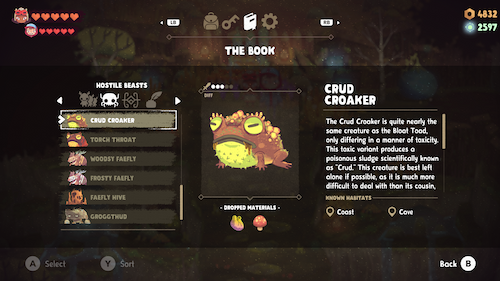 LB
RB
4832
2597
THE BOOK
HOSTILE BEASTS
CRUD CROAKER
TORCH THROAT
WOODSY FAEFLY
FROSTY FAEFLY
FAEFLY HIVE
GROGGTHUD
DIFF
- DROPPED MATERIALS -
CRUD
CROAKER
The Crud Croaker is quite nearly the
same creature as the Bloat Toad,
only differing in a manner of toxicity.
This toxic variant produces a
poisonous sludge scientifically known
as "Crud." This creature is best left
alone if possible, as it is much more
difficult to deal with than its cousin,
KNOWN HABITATS
Coast
Cave
A Select
Y Sort
Back B